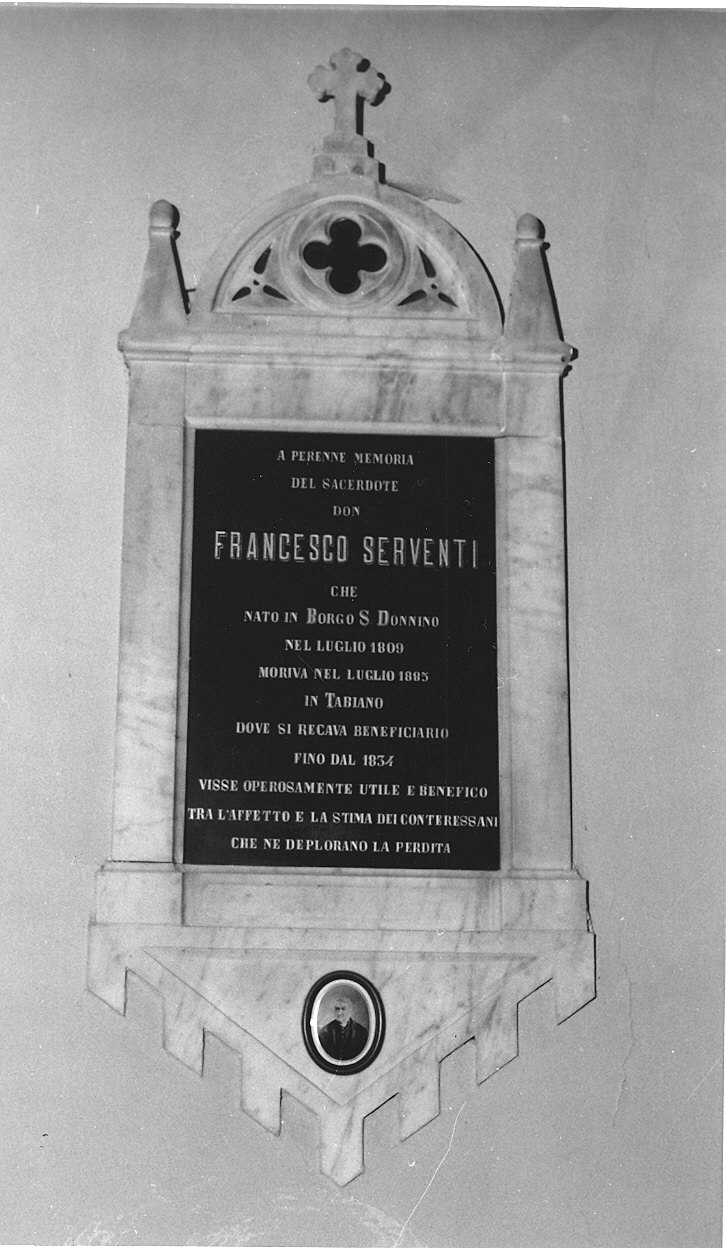 A PERENNE MEMORIA
DEL SACERDOTE
DON
FRANCESCO SERVENTI
CHE
NATO IN BORGO S. DONNINO
NEL LUGLIO 1809
MORIVA NEL LUGLIO 1885
IN TABIANO
DOVE SI RECAVA BENEFICIARIO
FINO DAL 1834
VISSE OPEROSAMENTE UTILE E BENEFICO
TRA L'AFFETTO E LA STIMA DEI CONTERESSANI
CHE NE DEPLORANO LA PERDITA